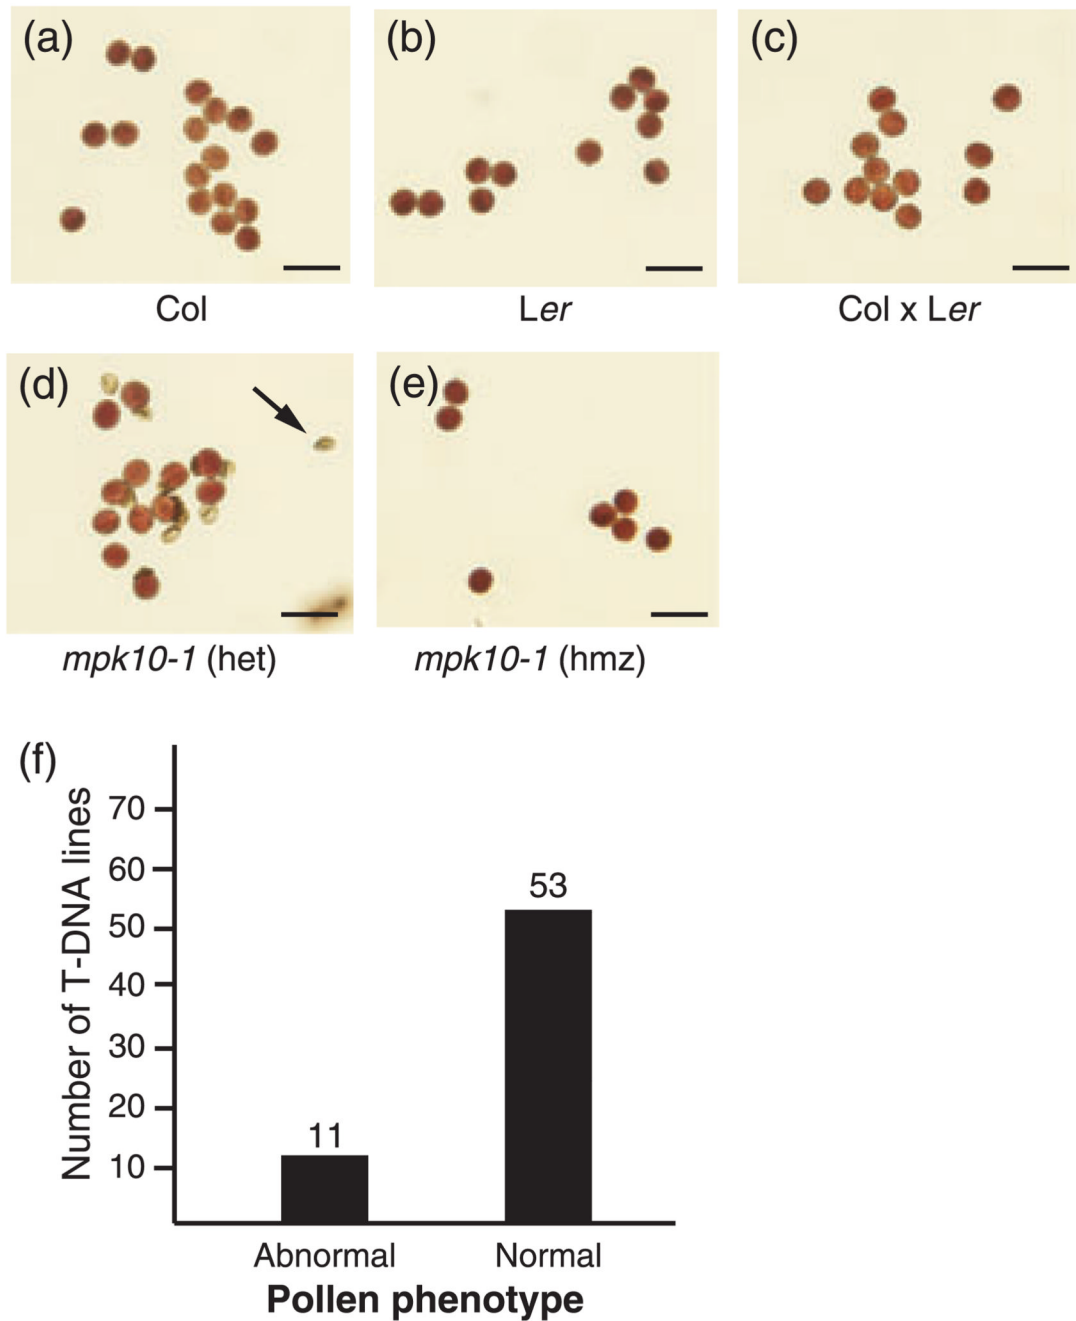 (a)
(b)
(c)
Col
Ler
Col x Ler
(d)
(e)
mpk10-1 (het)
mpk10-1 (hmz)
(f)
Number of T-DNA lines
70
60
50
40
30
20
10
11
53
Abnormal
Normal
Pollen phenotype